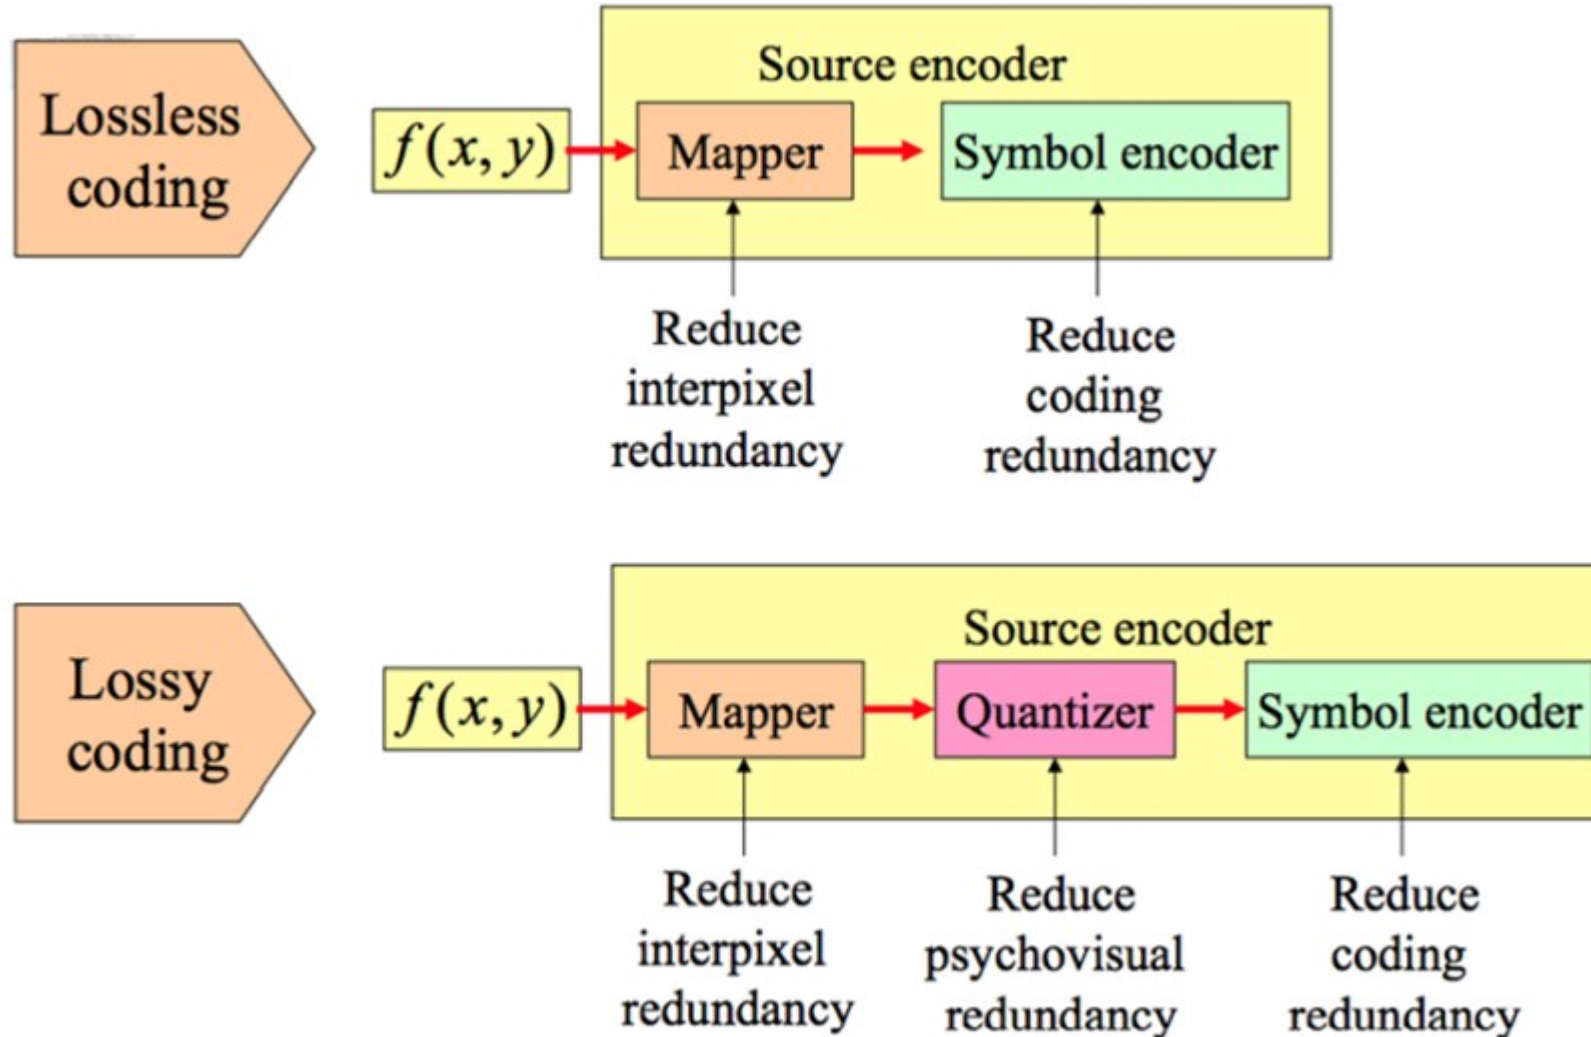 Lossless
coding
f(x, y)
Source encoder
Mapper
Symbol encoder
Reduce
interpixel
redundancy
Reduce
coding
redundancy
Lossy
coding
f(x, y)
Source encoder
Mapper
Quantizer
Symbol encoder
Reduce
interpixel
redundancy
Reduce
psychovisual
redundancy
Reduce
coding
redundancy